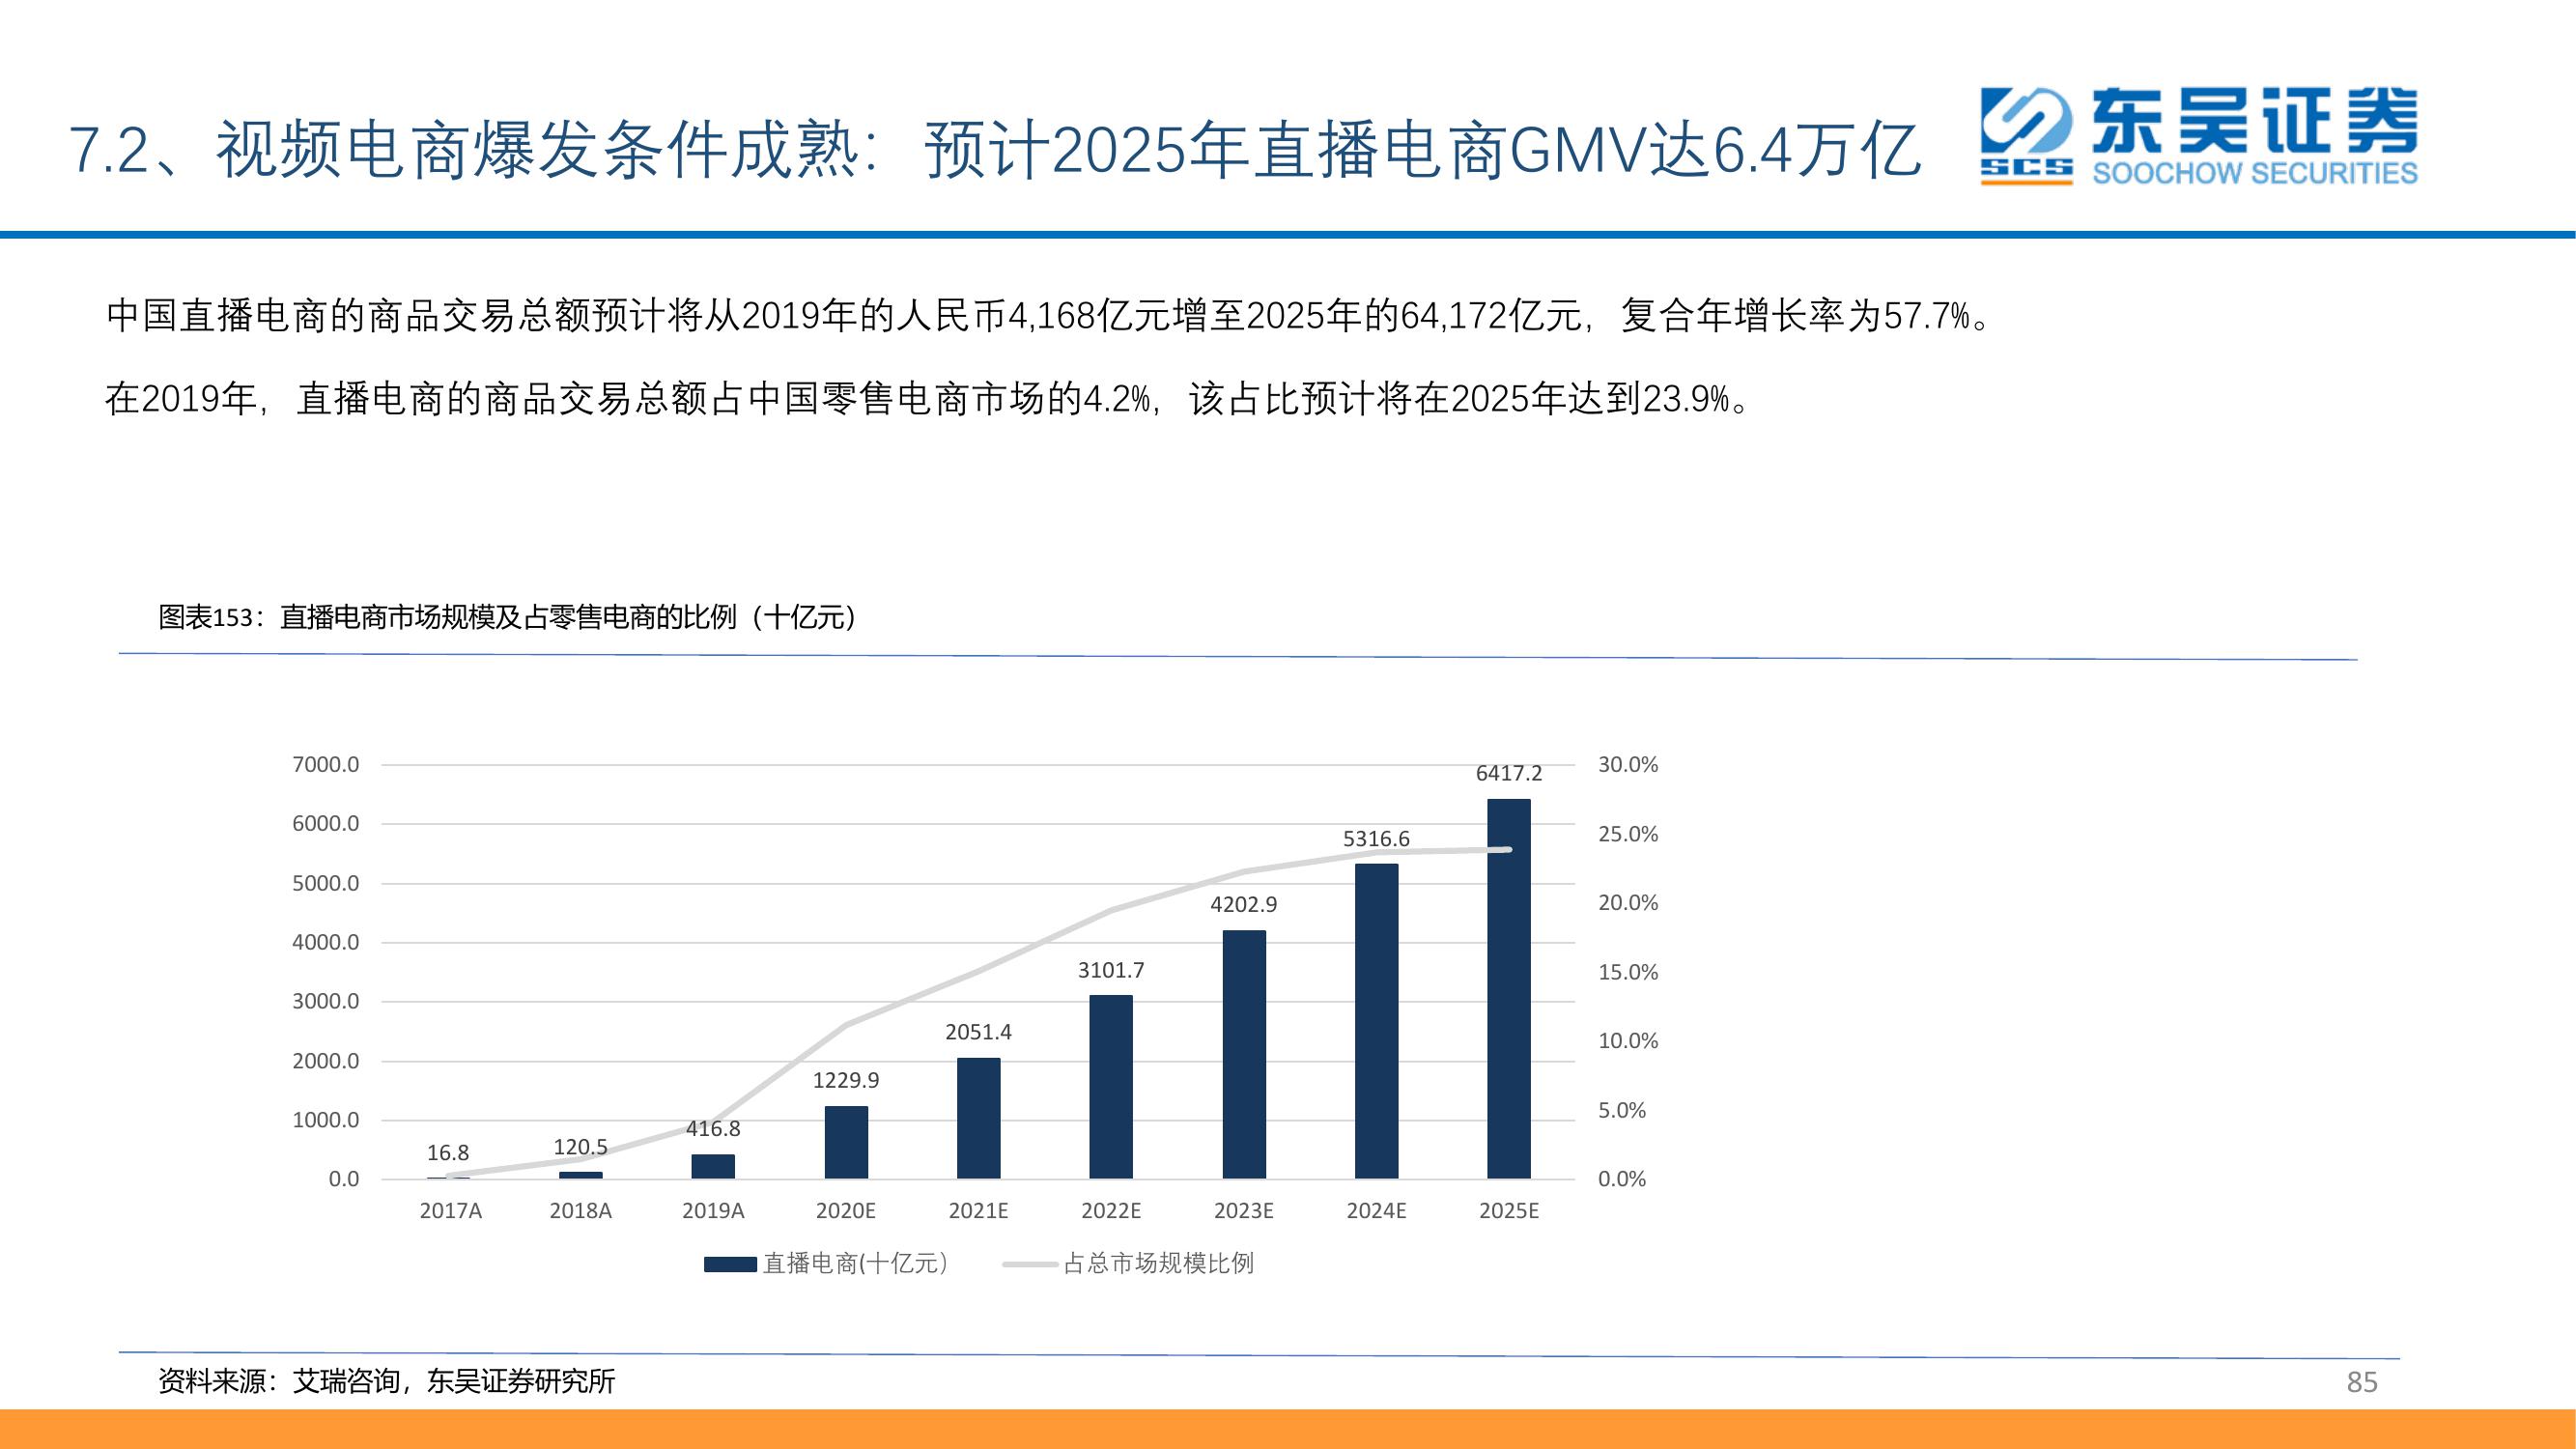 7.2、视频电商爆发条件成熟：预计2025年直播电商GMV达6.4万亿
SCS
东吴证券
SOOCHOW SECURITIES
中国直播电商的商品交易总额预计将从2019年的人民币4,168亿元增至2025年的64,172亿元，复合年增长率为57.7%。
在2019年，直播电商的商品交易总额占中国零售电商市场的4.2%，该占比预计将在2025年达到23.9%。
图表153：直播电商市场规模及占零售电商的比例（十亿元）
7000.0
6000.0
5000.0
4000.0
3000.0
2000.0
1000.0
0.0
16.8
120.5
416.8
1229.9
2051.4
3101.7
4202.9
5316.6
6417.2
30.0%
25.0%
20.0%
15.0%
10.0%
5.0%
0.0%
2017A 2018A 2019A 2020E 2021E 2022E 2023E 2024E 2025E
直播电商(十亿元） 占总市场规模比例
资料来源：艾瑞咨询，东吴证券研究所
85